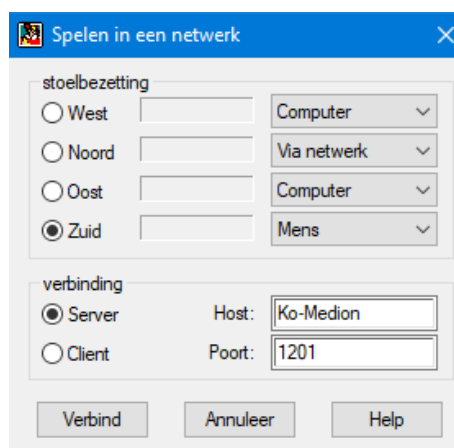 Spelen in een netwerk
stoelbezetting
West Computer
Noord Via netwerk
Oost Computer
Zuid Mens
verbinding
Server Host: Ko-Medion
Client Poort: 1201
Verbind Annuleer Help